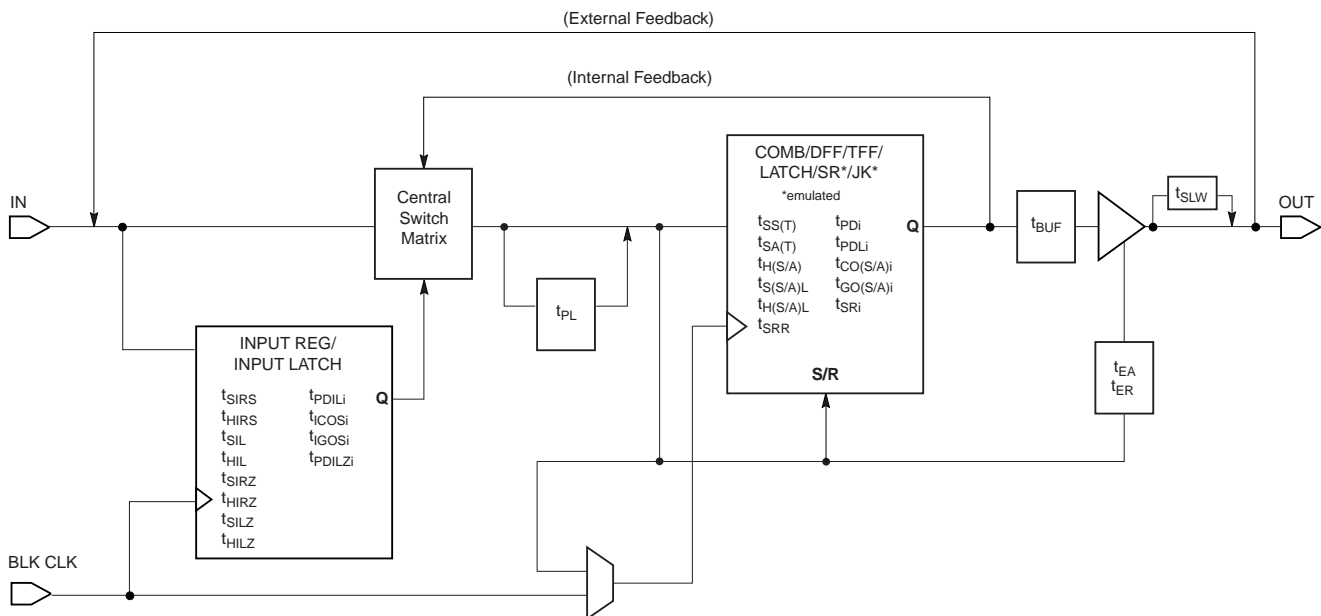 (External Feedback)
(Internal Feedback)
IN
Central
Switch
Matrix
COMB/DFF/TFF/
LATCH/SR*/JK*
*emulated
tSS(T)
tSA(T)
tH(S/A)
tS(S/A)L
tH(S/A)L
tSRR
tPDi
tPDLi
tCO(S/A)i
tGO(S/A)i
tSRi
Q
S/R
tBUF
tSLW
OUT
tPL
tEA
tER
INPUT REG/
INPUT LATCH
tSIRS
tHIRS
tSIL
tHIL
tSIRZ
tHIRZ
tSILZ
tHILZ
tPDILi
tICOSi
tIGOSi
tPDILZi
Q
BLK CLK